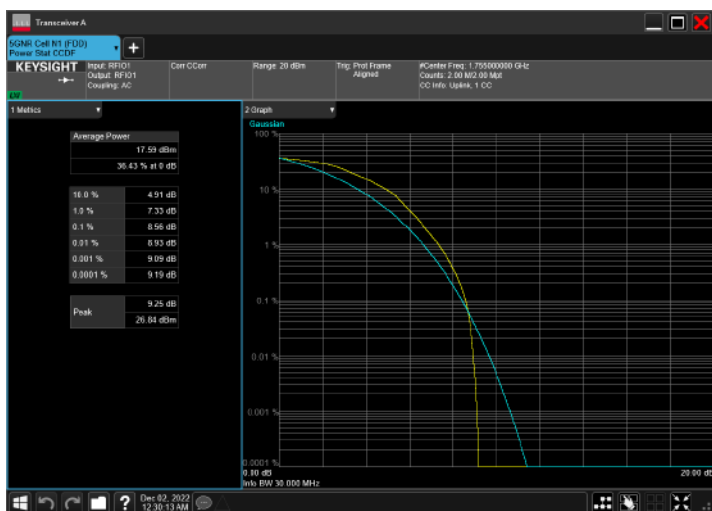 Transceiver A
5GNR Cell N1 (FDD)
Power Stat CCDF
KEYSIGHT
Input: RFIO1
Output: RFIO1
Coupling: AC
Corr CCorr
Range: 20 dBm
Trig: Prot Frame
Aligned
#Center Freq: 1.755000000 GHz
Counts: 2.00 M/2.00 Mpt
CC Info: Uplink, 1 CC
1 Metrics
Average Power
17.59 dBm
36.43 % at 0 dB
10.0 % 4.91 dB
1.0 % 7.33 dB
0.1 % 8.56 dB
0.01 % 8.93 dB
0.001 % 9.09 dB
0.0001 % 9.19 dB
Peak
9.25 dB
26.84 dBm
2 Graph
Gaussian
100 %
10 %
1 %
0.1 %
0.01 %
0.001 %
0.0001 %
0.00 dB
20.00 dB
Info BW 30.000 MHz
?
Dec 02, 2022
12:30:13 AM